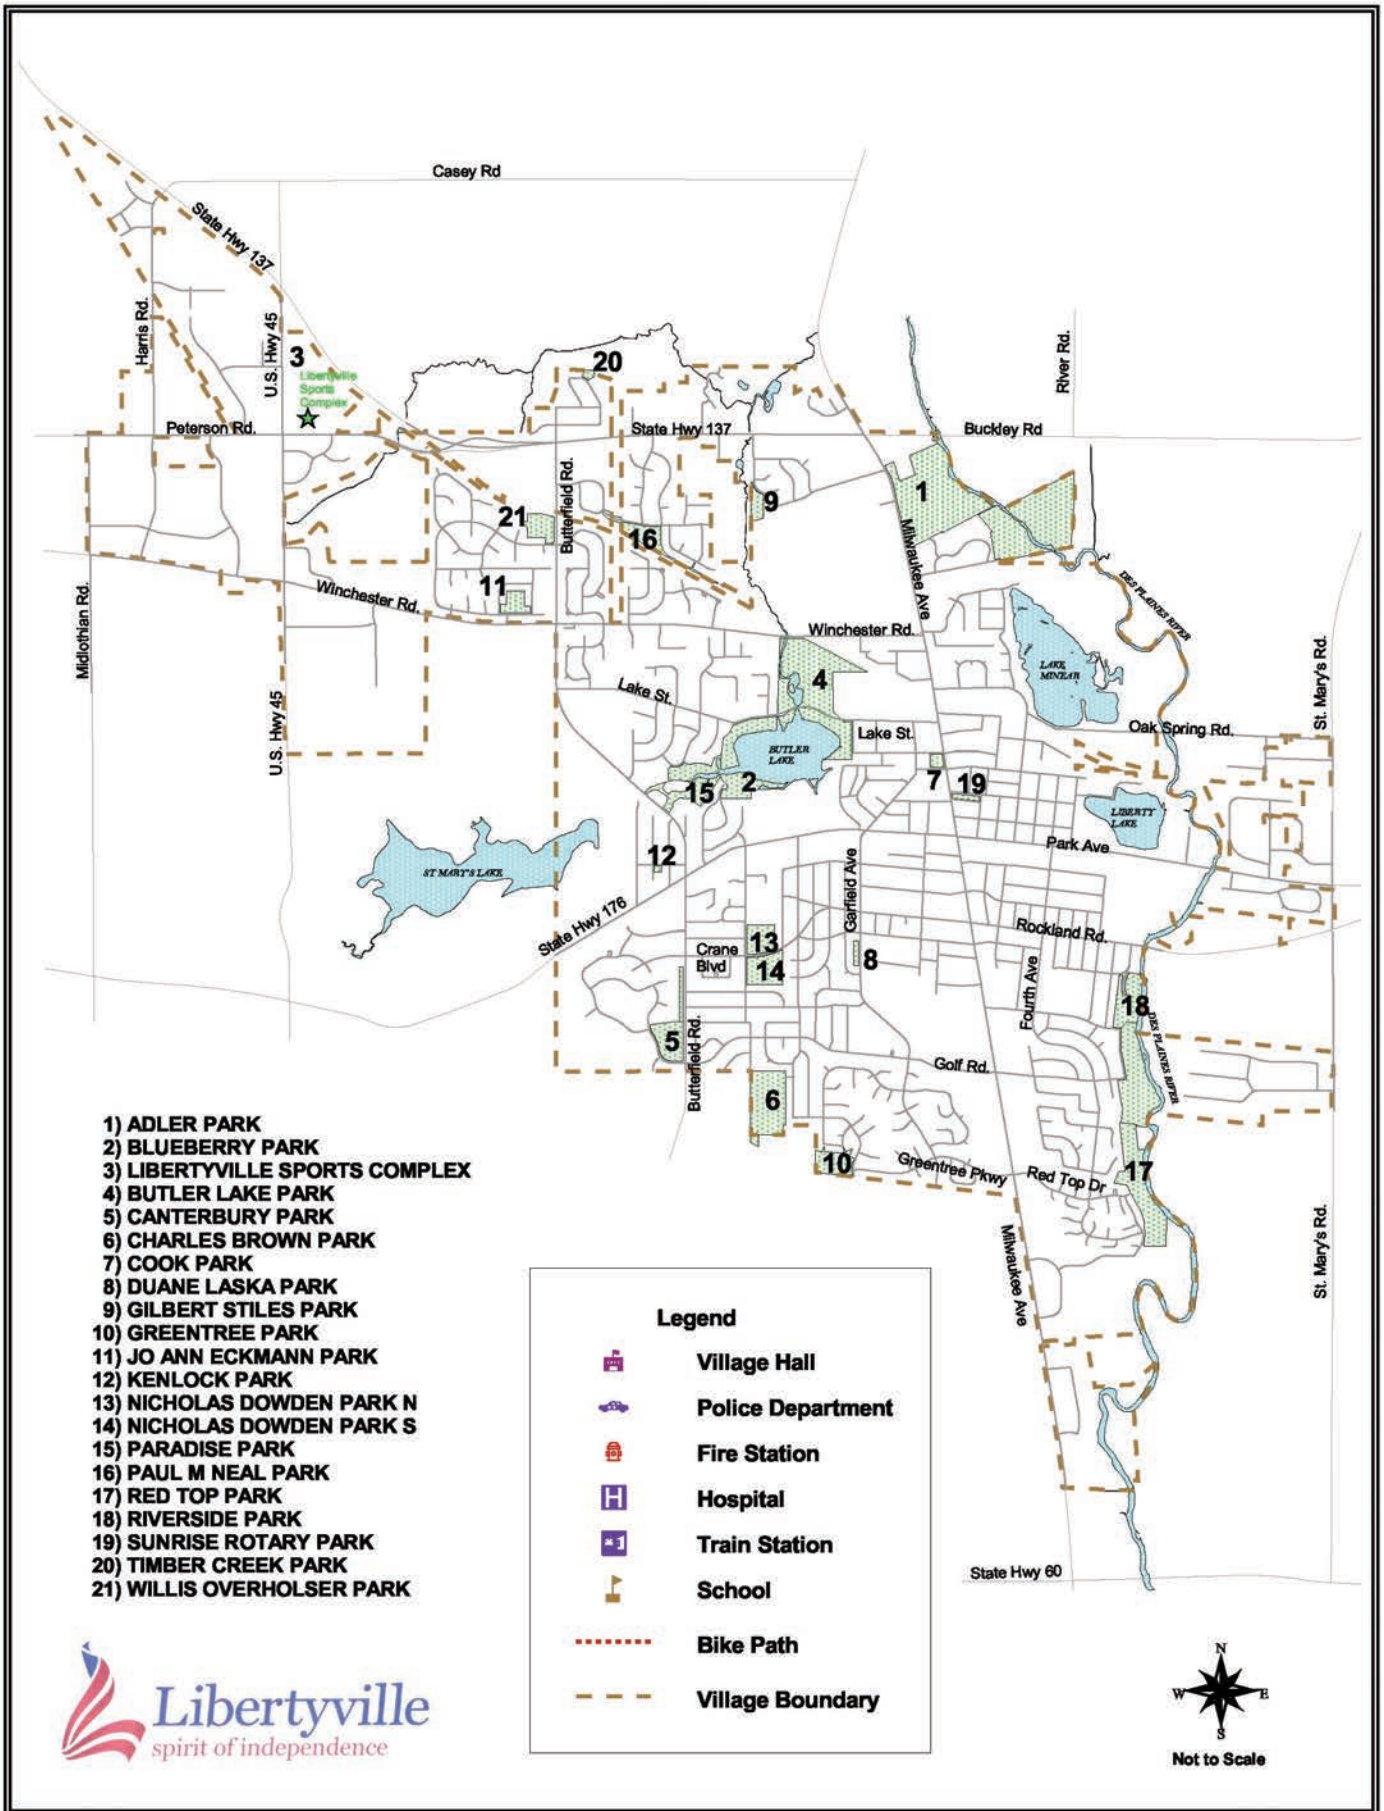 Casey Rd
State Hwy 137
Harris Rd.
U.S. Hwy 45
3
Libertyville
Sports
Complex
20
River Rd.
Peterson Rd.
State Hwy 137
Buckley Rd
Butterfield Rd.
1
9
21
16
Milwaukee Ave
11
DES PLAINES RIVER
Midlothian Rd.
Winchester Rd.
Winchester Rd.
LAKE
MINEAR
St. Mary's Rd.
4
Lake St.
U.S. Hwy 45
Lake St.
Oak Spring Rd.
BUTLER
LAKE
7
19
2
15
LIBERTY
LAKE
Park Ave
12
ST MARY'S LAKE
Garfield Ave
State Hwy 176
Rockland Rd.
13
Crane
Blvd
8
14
Fourth Ave
18
DES PLAINES RIVER
5
Butterfield Rd.
Golf Rd.
6
10
Greentree Pkwy
Red Top Dr
17
Milwaukee Ave
St. Mary's Rd.
State Hwy 60
1) ADLER PARK
2) BLUEBERRY PARK
3) LIBERTYVILLE SPORTS COMPLEX
4) BUTLER LAKE PARK
5) CANTERBURY PARK
6) CHARLES BROWN PARK
7) COOK PARK
8) DUANE LASKA PARK
9) GILBERT STILES PARK
10) GREENTREE PARK
11) JO ANN ECKMANN PARK
12) KENLOCK PARK
13) NICHOLAS DOWDEN PARK N
14) NICHOLAS DOWDEN PARK S
15) PARADISE PARK
16) PAUL M NEAL PARK
17) RED TOP PARK
18) RIVERSIDE PARK
19) SUNRISE ROTARY PARK
20) TIMBER CREEK PARK
21) WILLIS OVERHOLSER PARK
Legend
Village Hall
Police Department
Fire Station
H Hospital
Train Station
School
Bike Path
Village Boundary
Libertyville
spirit of independence
N
W E
S
Not to Scale